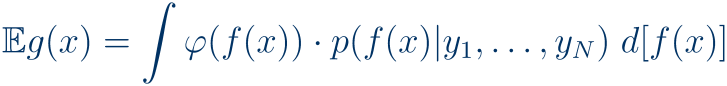 𝔼g(x) = ∫ φ(f(x)) · p(f(x)|y₁, . . . , y_N) d[f(x)]